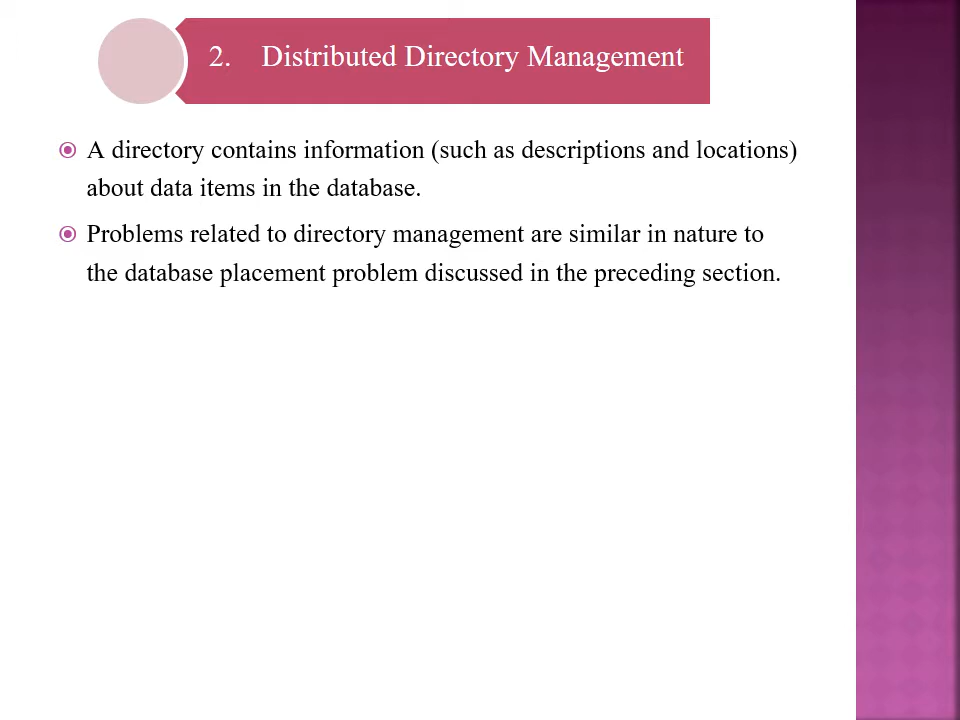 2. Distributed Directory Management
A directory contains information (such as descriptions and locations)
about data items in the database.
Problems related to directory management are similar in nature to
the database placement problem discussed in the preceding section.